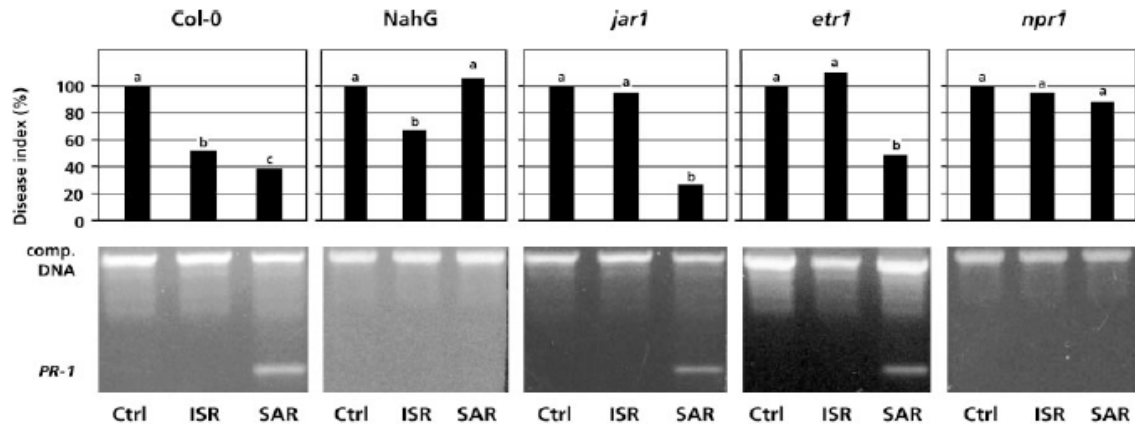 Col-0 NahG jar1 etr1 npr1
Disease index (%)
100
80
60
40
20
0
a b c
a b a
a a b
a a b
a a a
comp.
DNA
PR-1
Ctrl ISR SAR Ctrl ISR SAR Ctrl ISR SAR Ctrl ISR SAR Ctrl ISR SAR